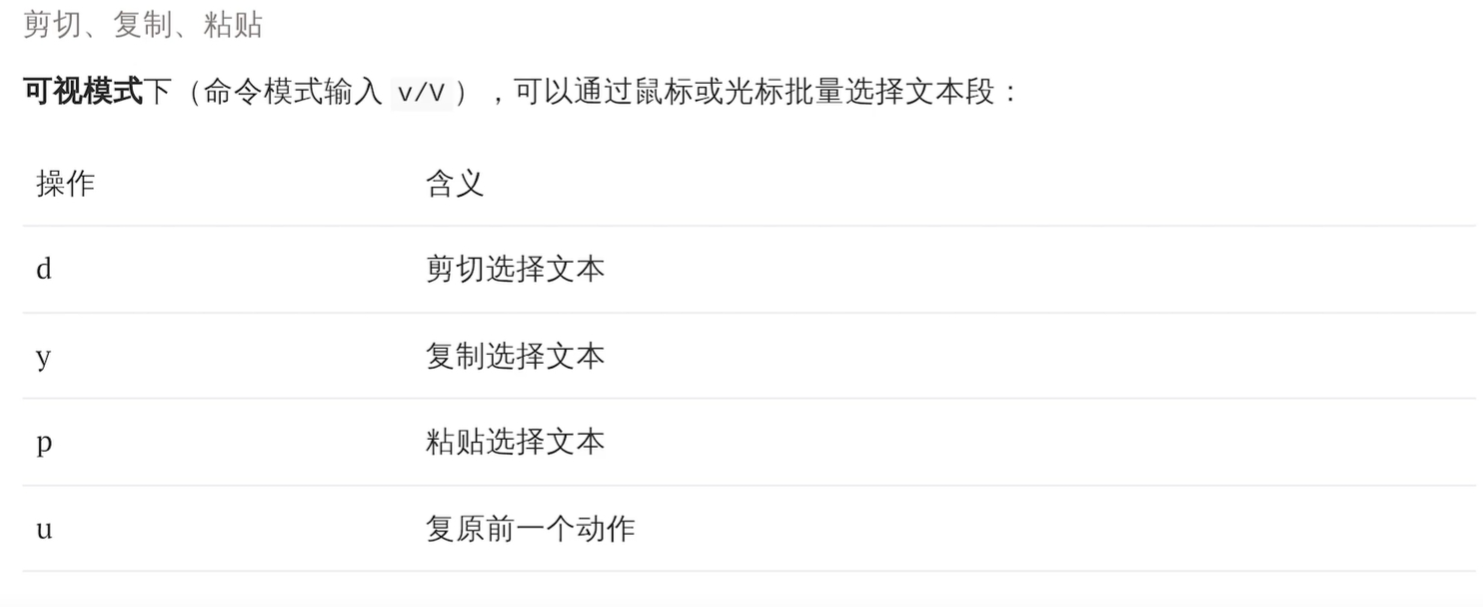 剪切、复制、粘贴
可视模式下（命令模式输入 v/V），可以通过鼠标或光标批量选择文本段：
操作 含义
d 剪切选择文本
y 复制选择文本
p 粘贴选择文本
u 复原前一个动作